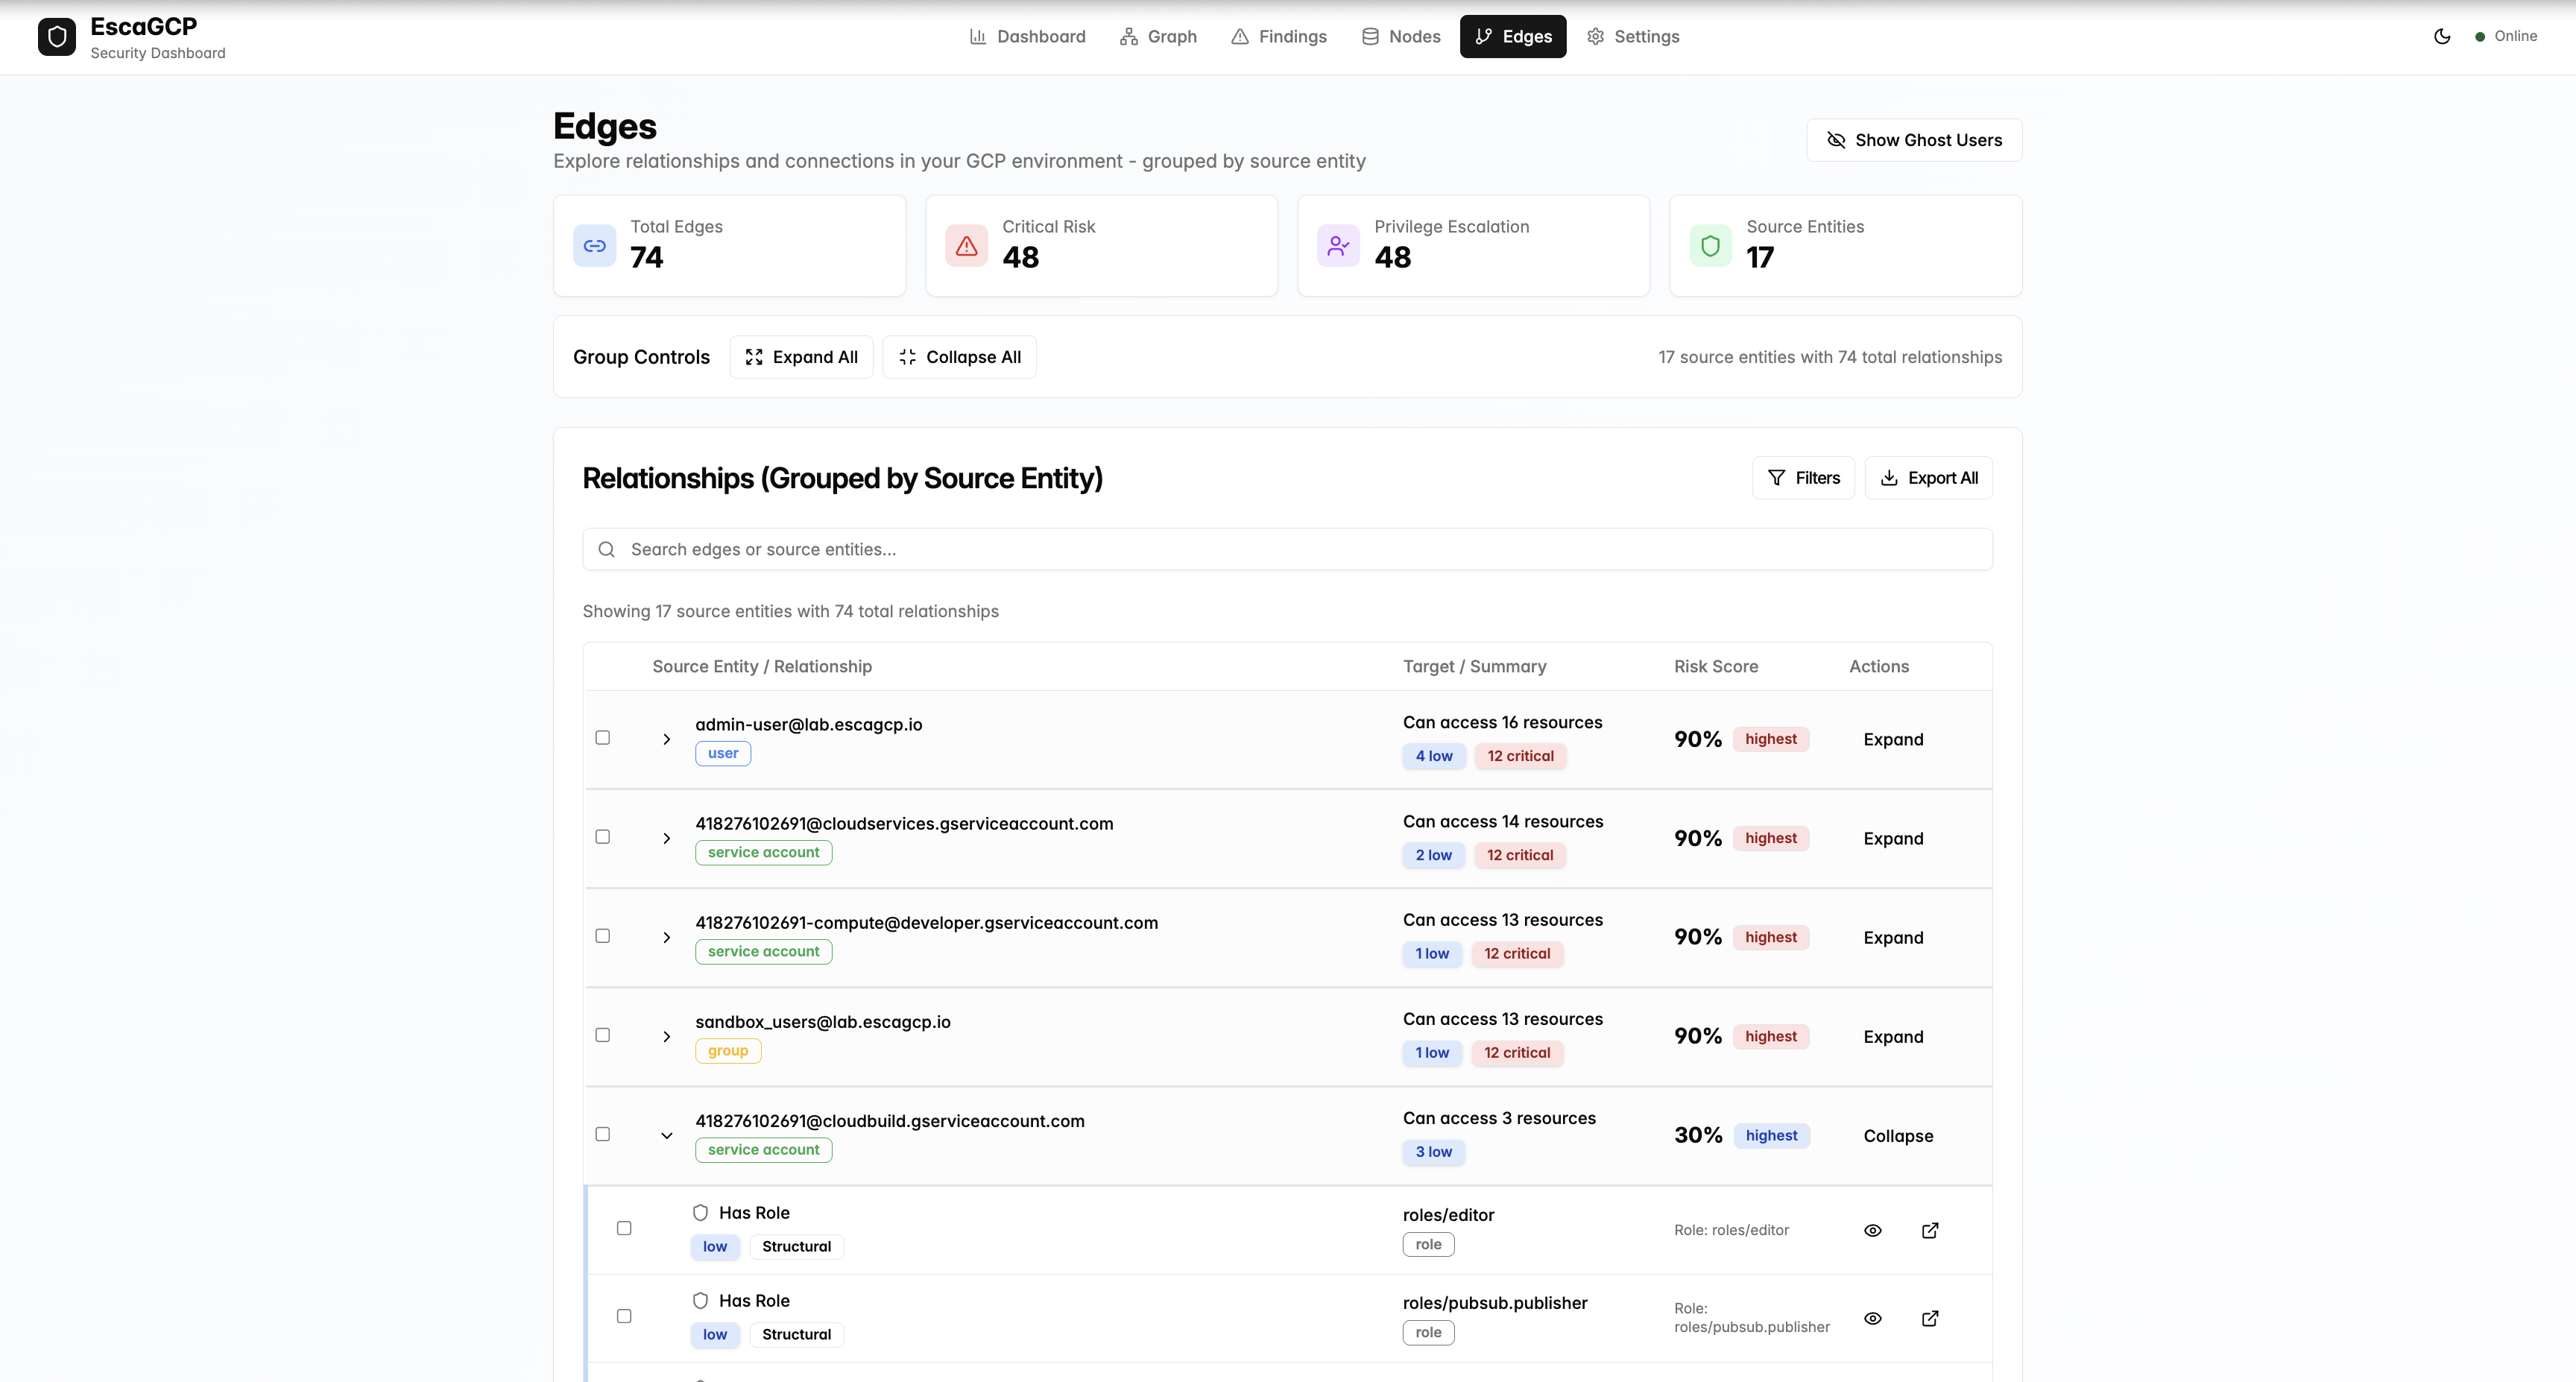 EscaGCP
Security Dashboard
Dashboard
Graph
Findings
Nodes
Edges
Settings
Online
Edges
Explore relationships and connections in your GCP environment - grouped by source entity
Show Ghost Users
Total Edges
74
Critical Risk
48
Privilege Escalation
48
Source Entities
17
Group Controls
Expand All
Collapse All
17 source entities with 74 total relationships
Relationships (Grouped by Source Entity)
Filters
Export All
Search edges or source entities...
Showing 17 source entities with 74 total relationships
Source Entity / Relationship
Target / Summary
Risk Score
Actions
admin-user@lab.escagcp.io
user
Can access 16 resources
4 low
12 critical
90%
highest
Expand
418276102691@cloudservices.gserviceaccount.com
service account
Can access 14 resources
2 low
12 critical
90%
highest
Expand
418276102691-compute@developer.gserviceaccount.com
service account
Can access 13 resources
1 low
12 critical
90%
highest
Expand
sandbox_users@lab.escagcp.io
group
Can access 13 resources
1 low
12 critical
90%
highest
Expand
418276102691@cloudbuild.gserviceaccount.com
service account
Can access 3 resources
3 low
30%
highest
Collapse
Has Role
low
Structural
roles/editor
role
Role: roles/editor
Has Role
low
Structural
roles/pubsub.publisher
role
Role:
roles/pubsub.publisher